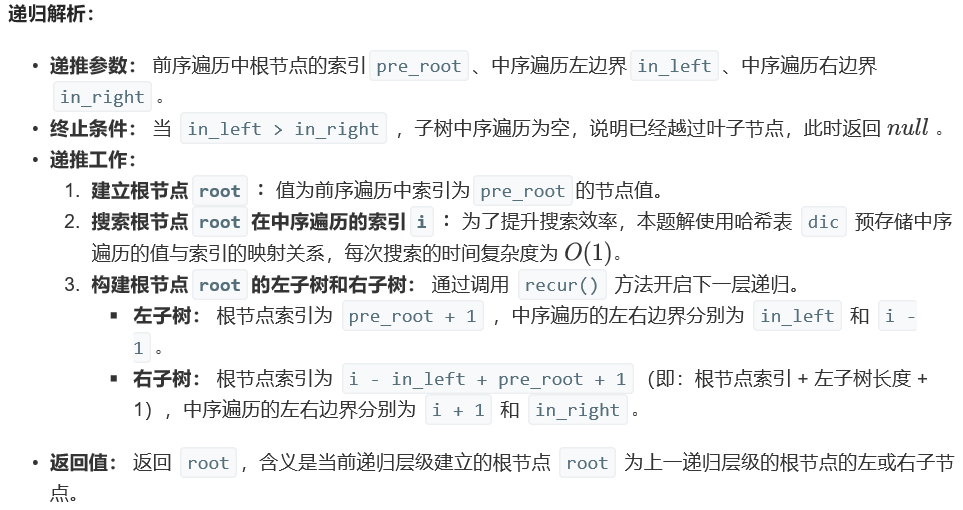 递归解析：
• 递推参数： 前序遍历中根节点的索引 pre_root 、中序遍历左边界 in_left 、中序遍历右边界
in_right 。
• 终止条件： 当 in_left > in_right ，子树中序遍历为空，说明已经越过叶子节点，此时返回 null 。
• 递推工作：
1. 建立根节点 root ： 值为前序遍历中索引为 pre_root 的节点值。
2. 搜索根节点 root 在中序遍历的索引 i ： 为了提升搜索效率，本题解使用哈希表 dic 预存储中序
遍历的值与索引的映射关系，每次搜索的时间复杂度为 O(1)。
3. 构建根节点 root 的左子树和右子树： 通过调用 recur() 方法开启下一层递归。
▪ 左子树： 根节点索引为 pre_root + 1 ，中序遍历的左右边界分别为 in_left 和 i -
1 。
▪ 右子树： 根节点索引为 i - in_left + pre_root + 1 （即：根节点索引 + 左子树长度 +
1），中序遍历的左右边界分别为 i + 1 和 in_right 。
• 返回值： 返回 root ，含义是当前递归层级建立的根节点 root 为上一递归层级的根节点的左或右子节
点。